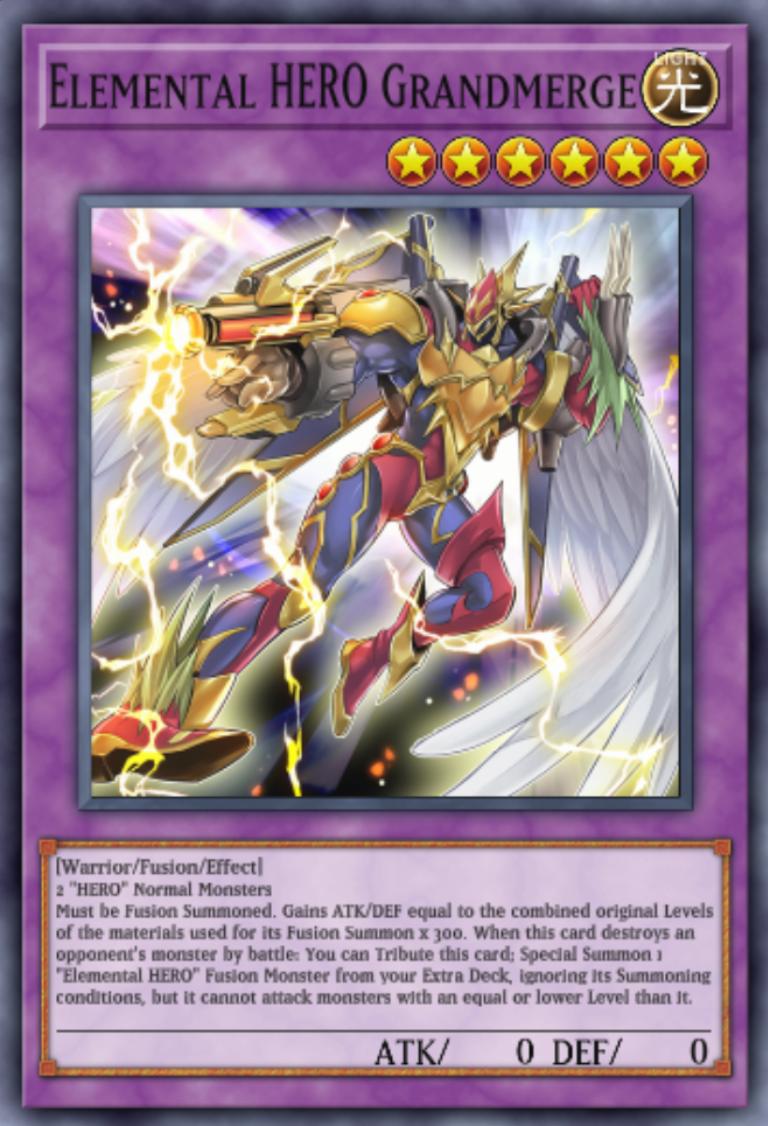 Elemental HERO Grandmerge
LIGHT
光
[Warrior/Fusion/Effect]
2 "HERO" Normal Monsters
Must be Fusion Summoned. Gains ATK/DEF equal to the combined original Levels
of the materials used for its Fusion Summon x 300. When this card destroys an
opponent's monster by battle: You can Tribute this card; Special Summon 1
"Elemental HERO" Fusion Monster from your Extra Deck, ignoring its Summoning
conditions, but it cannot attack monsters with an equal or lower Level than it.
ATK/ 0 DEF/ 0